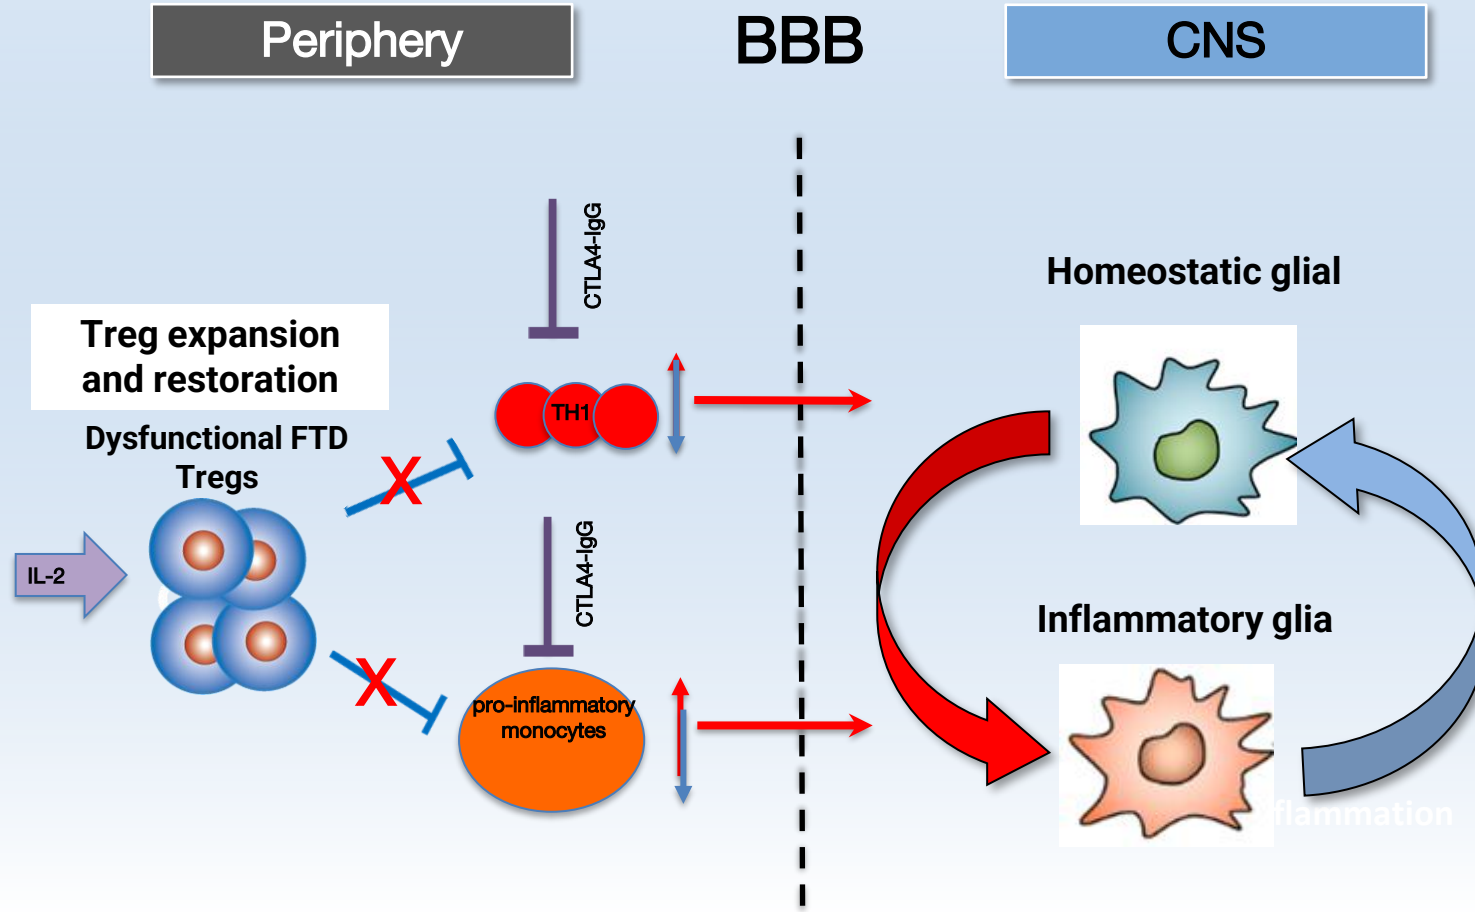 Periphery
BBB
CNS
CTLA4-IgG
Homeostatic glial
Treg expansion
and restoration
TH1
Dysfunctional FTD
Tregs
X
IL-2
CTLA4-IgG
Inflammatory glia
X
pro-inflammatory
monocytes
flammation